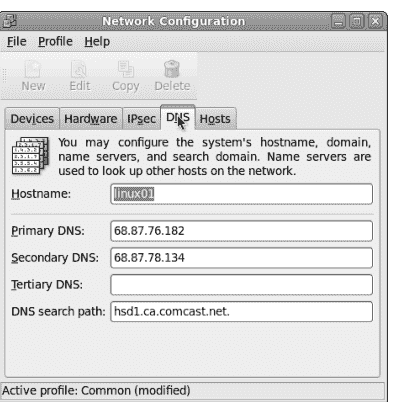 Network Configuration
File Profile Help
New Edit Copy Delete
Devices Hardware IPsec DNS Hosts
You may configure the system's hostname, domain,
name servers, and search domain. Name servers are
used to look up other hosts on the network.
Hostname: linux01
Primary DNS: 68.87.76.182
Secondary DNS: 68.87.78.134
Tertiary DNS:
DNS search path: hsd1.ca.comcast.net.
Active profile: Common (modified)